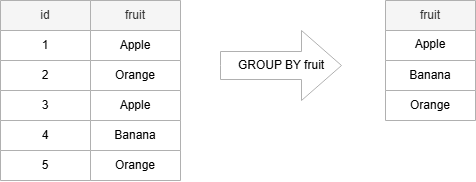 id fruit
1 Apple
2 Orange
3 Apple
4 Banana
5 Orange
GROUP BY fruit
fruit
Apple
Banana
Orange